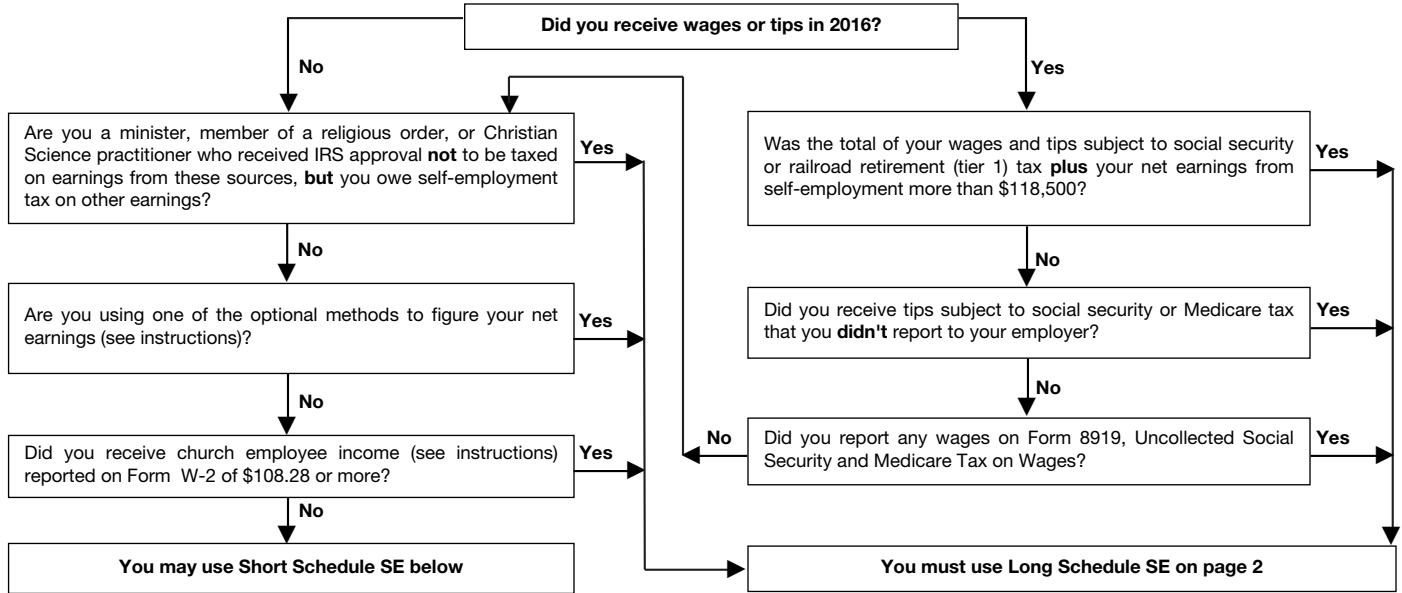 Did you receive wages or tips in 2016?
No
Yes
Are you a minister, member of a religious order, or Christian
Science practitioner who received IRS approval not to be taxed
on earnings from these sources, but you owe self-employment
tax on other earnings?
Yes
No
Are you using one of the optional methods to figure your net
earnings (see instructions)?
Yes
No
Did you receive church employee income (see instructions)
reported on Form W-2 of $108.28 or more?
Yes
No
You may use Short Schedule SE below
Was the total of your wages and tips subject to social security
or railroad retirement (tier 1) tax plus your net earnings from
self-employment more than $118,500?
Yes
No
Did you receive tips subject to social security or Medicare tax
that you didn't report to your employer?
Yes
No
Did you report any wages on Form 8919, Uncollected Social
Security and Medicare Tax on Wages?
No
Yes
You must use Long Schedule SE on page 2